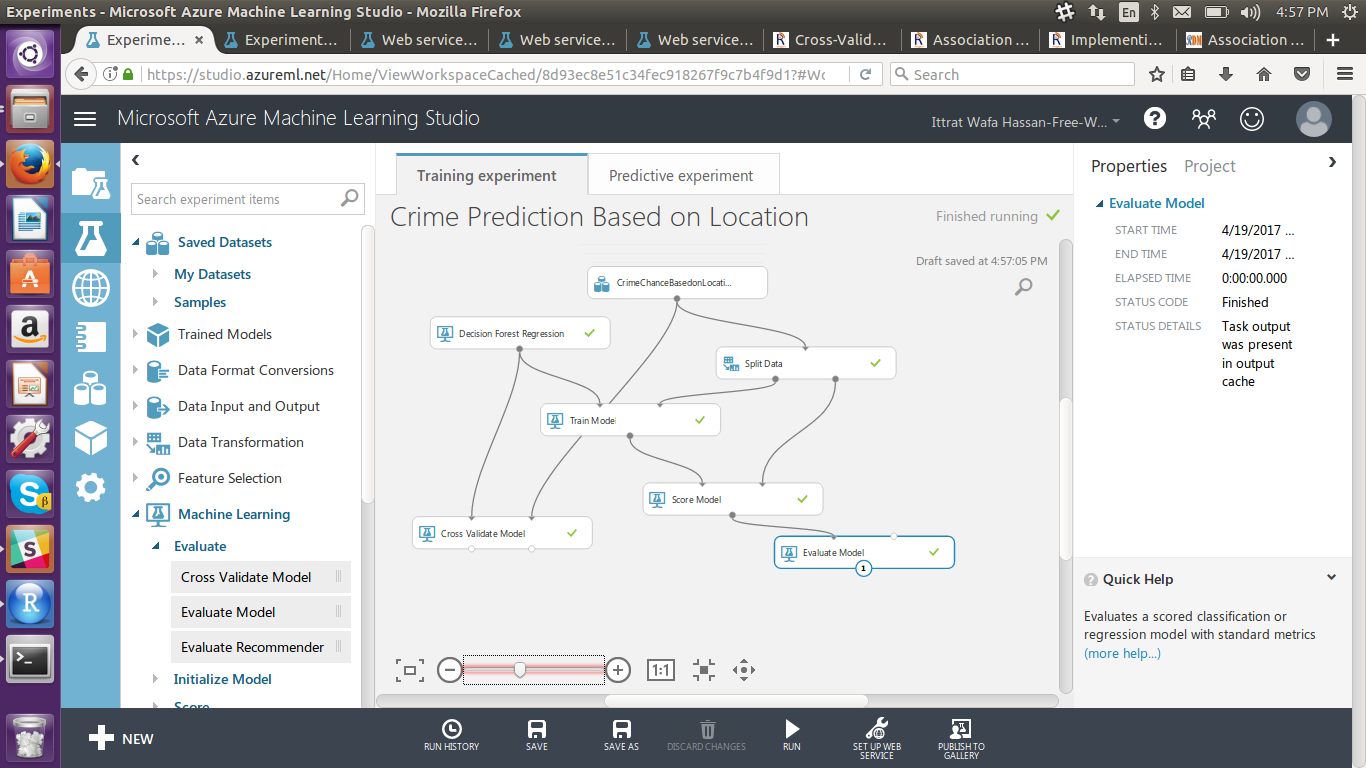 Experiments - Microsoft Azure Machine Learning Studio - Mozilla Firefox
En
4:57 PM
Experime...
Experiment...
Web service...
Web service...
Web service...
Cross-Valid...
Association ...
Implementi...
Association ...
https://studio.azureml.net/Home/ViewWorkspaceCached/8d93ec8e51c34fec918267f9c7b4f9d1?#Wo
Search
Microsoft Azure Machine Learning Studio
Ittrat Wafa Hassan-Free-W...
Search experiment items
Saved Datasets
My Datasets
Samples
Trained Models
Data Format Conversions
Data Input and Output
Data Transformation
Feature Selection
Machine Learning
Evaluate
Cross Validate Model
Evaluate Model
Evaluate Recommender
Initialize Model
Score
Training experiment
Predictive experiment
Crime Prediction Based on Location
Finished running
Draft saved at 4:57:05 PM
CrimeChanceBasedonLocati...
Decision Forest Regression
Split Data
Train Model
Score Model
Cross Validate Model
Evaluate Model
1
1:1
Properties
Project
Evaluate Model
START TIME 4/19/2017 ...
END TIME 4/19/2017 ...
ELAPSED TIME 0:00:00.000
STATUS CODE Finished
STATUS DETAILS Task output
was present
in output
cache
Quick Help
Evaluates a scored classification or
regression model with standard metrics
(more help...)
NEW
RUN HISTORY
SAVE
SAVE AS
DISCARD CHANGES
RUN
SET UP WEB
SERVICE
PUBLISH TO
GALLERY